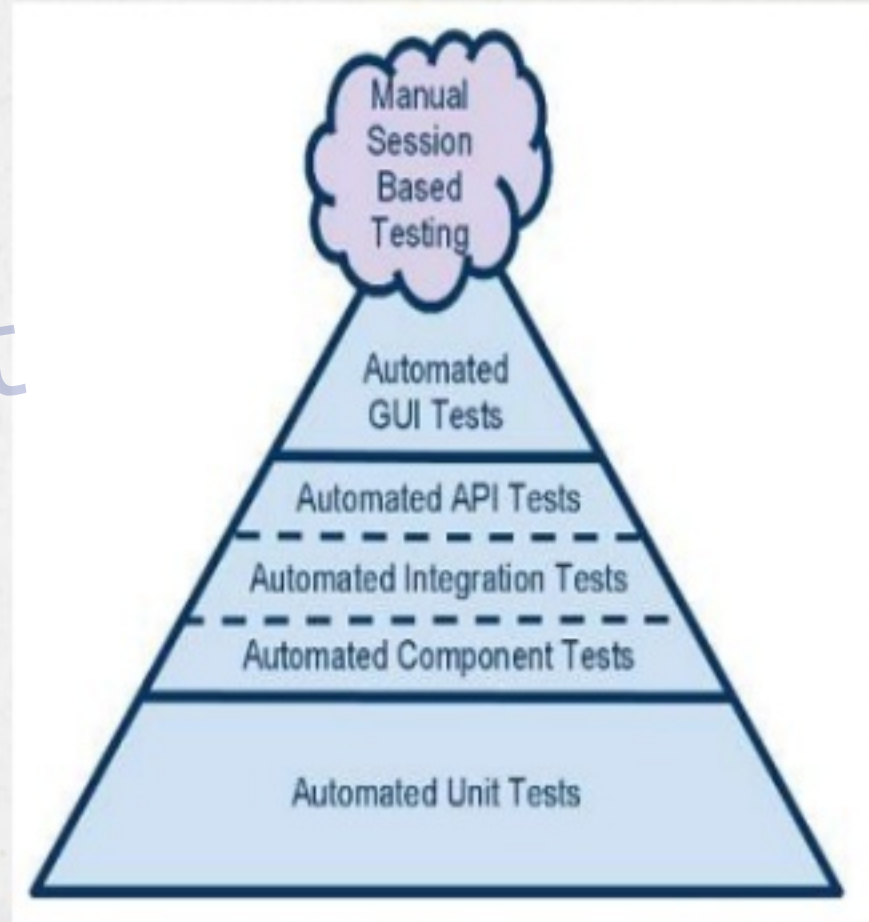 Manual
Session
Based
Testing
Automated
GUI Tests
Automated API Tests
Automated Integration Tests
Automated Component Tests
Automated Unit Tests